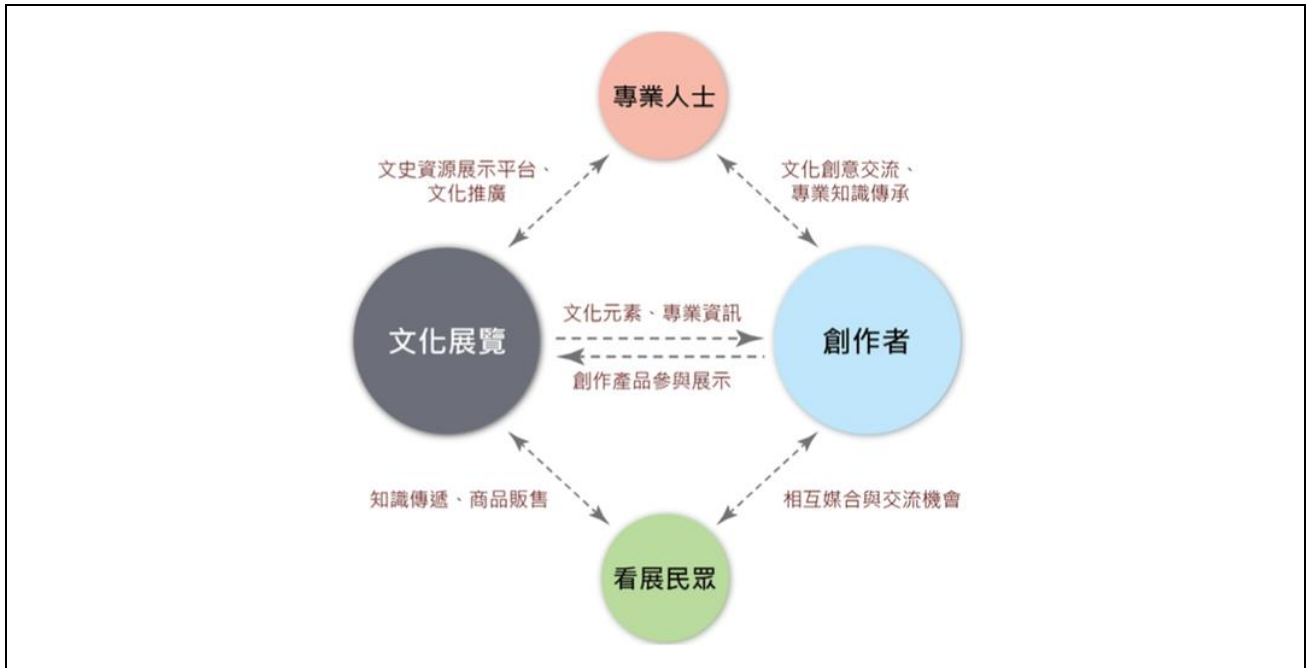 專業人士
文史資源展示平台、
文化推廣
文化創意交流、
專業知識傳承
文化展覽
文化元素、專業資訊
創作產品參與展示
創作者
知識傳遞、商品販售
相互媒合與交流機會
看展民眾